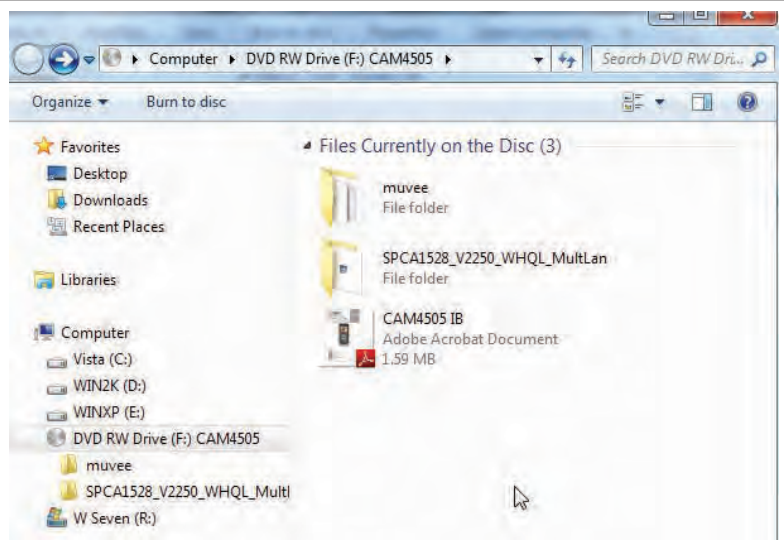 Computer ▸ DVD RW Drive (F:) CAM4505 ▸
Search DVD RW Dri...
Organize
Burn to disc
Favorites
Desktop
Downloads
Recent Places
Libraries
Computer
Vista (C:)
WIN2K (D:)
WINXP (E:)
DVD RW Drive (F:) CAM4505
muvee
SPCA1528_V2250_WHQL_Multl
W Seven (R:)
Files Currently on the Disc (3)
muvee
File folder
SPCA1528_V2250_WHQL_MultLan
File folder
CAM4505 IB
Adobe Acrobat Document
1.59 MB